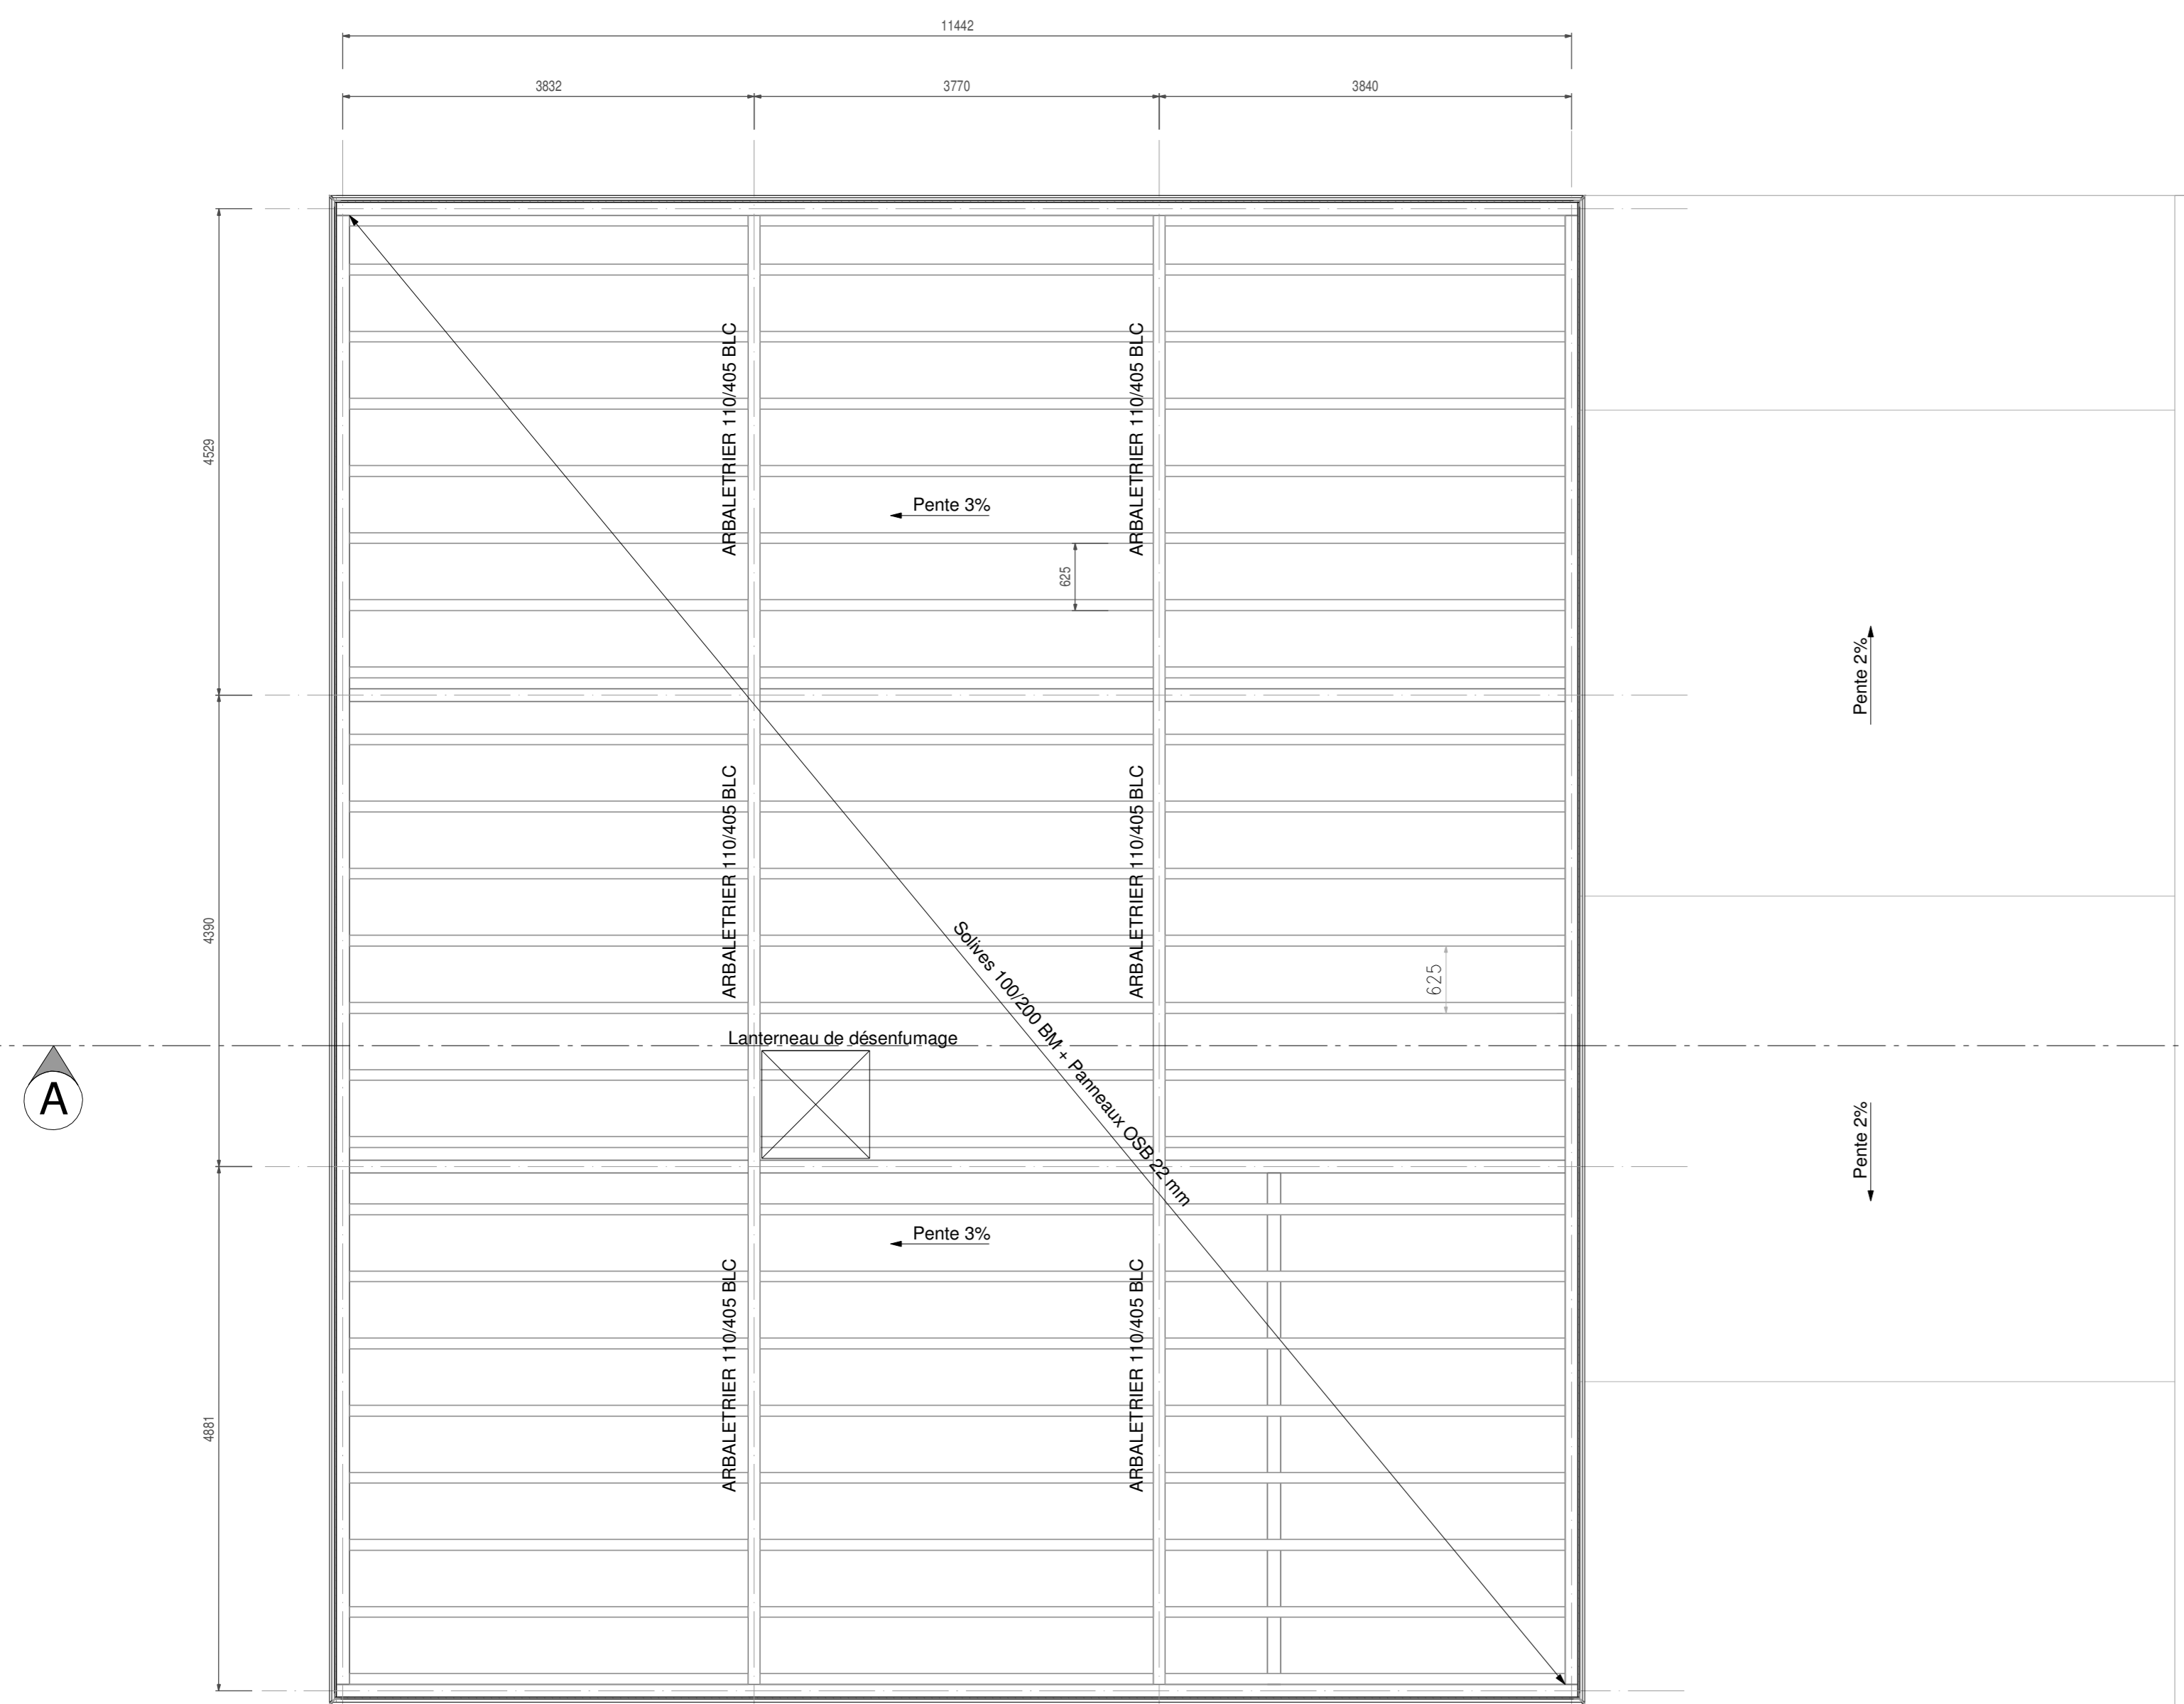 11442
3832
3770
3840
4529
ARBALETRIER 110/405 BLC
ARBALETRIER 110/405 BLC
Pente 3%
625
Pente 2%
4390
ARBALETRIER 110/405 BLC
ARBALETRIER 110/405 BLC
Solives 100/200 BM + Panneaux OSB 22 mm
625
Lanterneau de désenfumage
A
Pente 2%
Pente 3%
4881
ARBALETRIER 110/405 BLC
ARBALETRIER 110/405 BLC